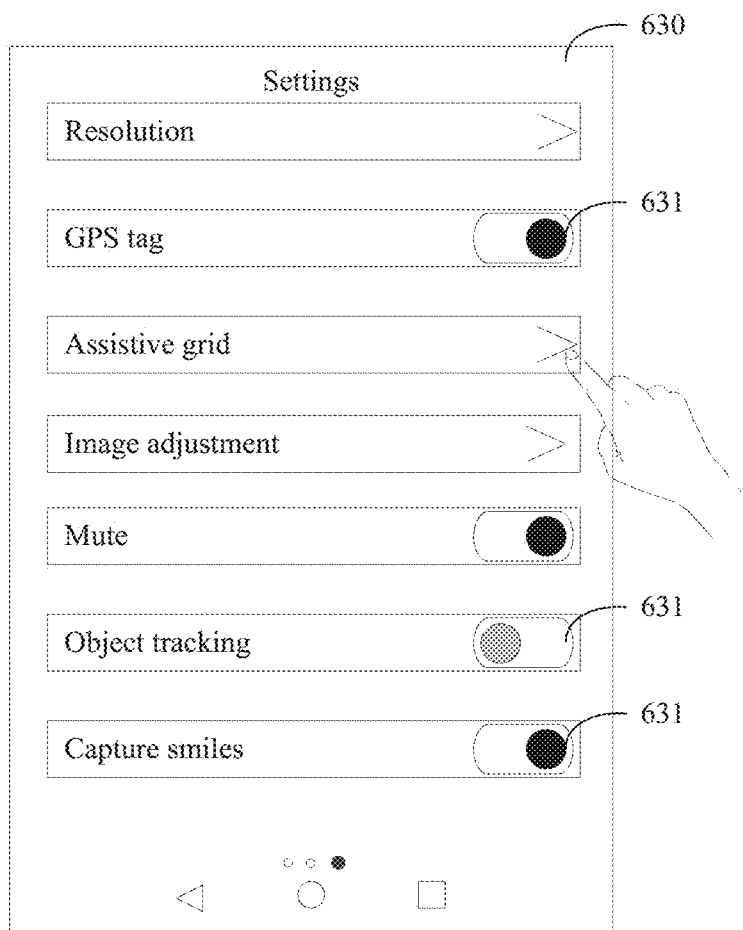 630
Settings
Resolution
631
GPS tag
Assistive grid
Image adjustment
Mute
631
Object tracking
631
Capture smiles